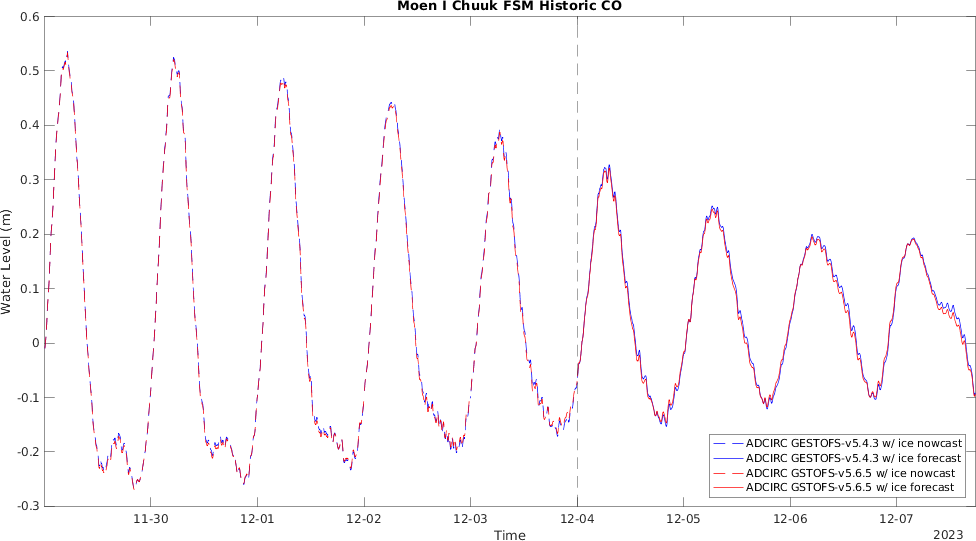 Moen I Chuuk FSM Historic CO
0.6
0.5
0.4
0.3
0.2
0.1
0
-0.1
-0.2
-0.3
Water Level (m)
ADCIRC GESTOFS-v5.4.3 w/ ice nowcast
ADCIRC GESTOFS-v5.4.3 w/ ice forecast
ADCIRC GSTOFS-v5.6.5 w/ ice nowcast
ADCIRC GSTOFS-v5.6.5 w/ ice forecast
11-30 12-01 12-02 12-03 12-04 12-05 12-06 12-07
Time
2023